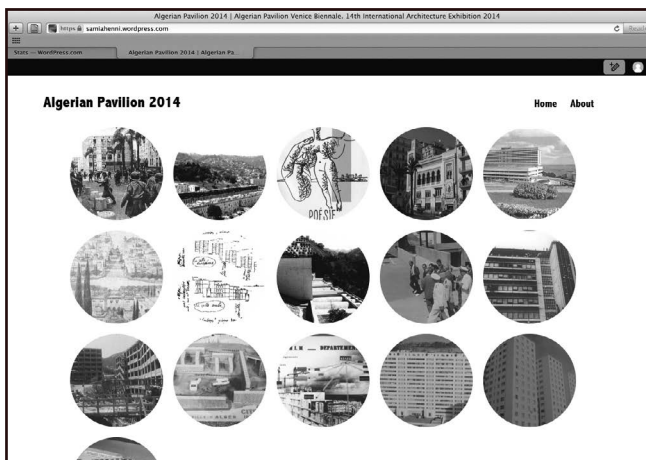 Algerian Pavilion 2014 | Algerian Pavilion Venice Biennale. 14th International Architecture Exhibition 2014
https samiahenni.wordpress.com
Stats — WordPress.com
Algerian Pavilion 2014 | Algerian Pa...
Algerian Pavilion 2014
Home About
POÉSIE
DÉPARTEMEN